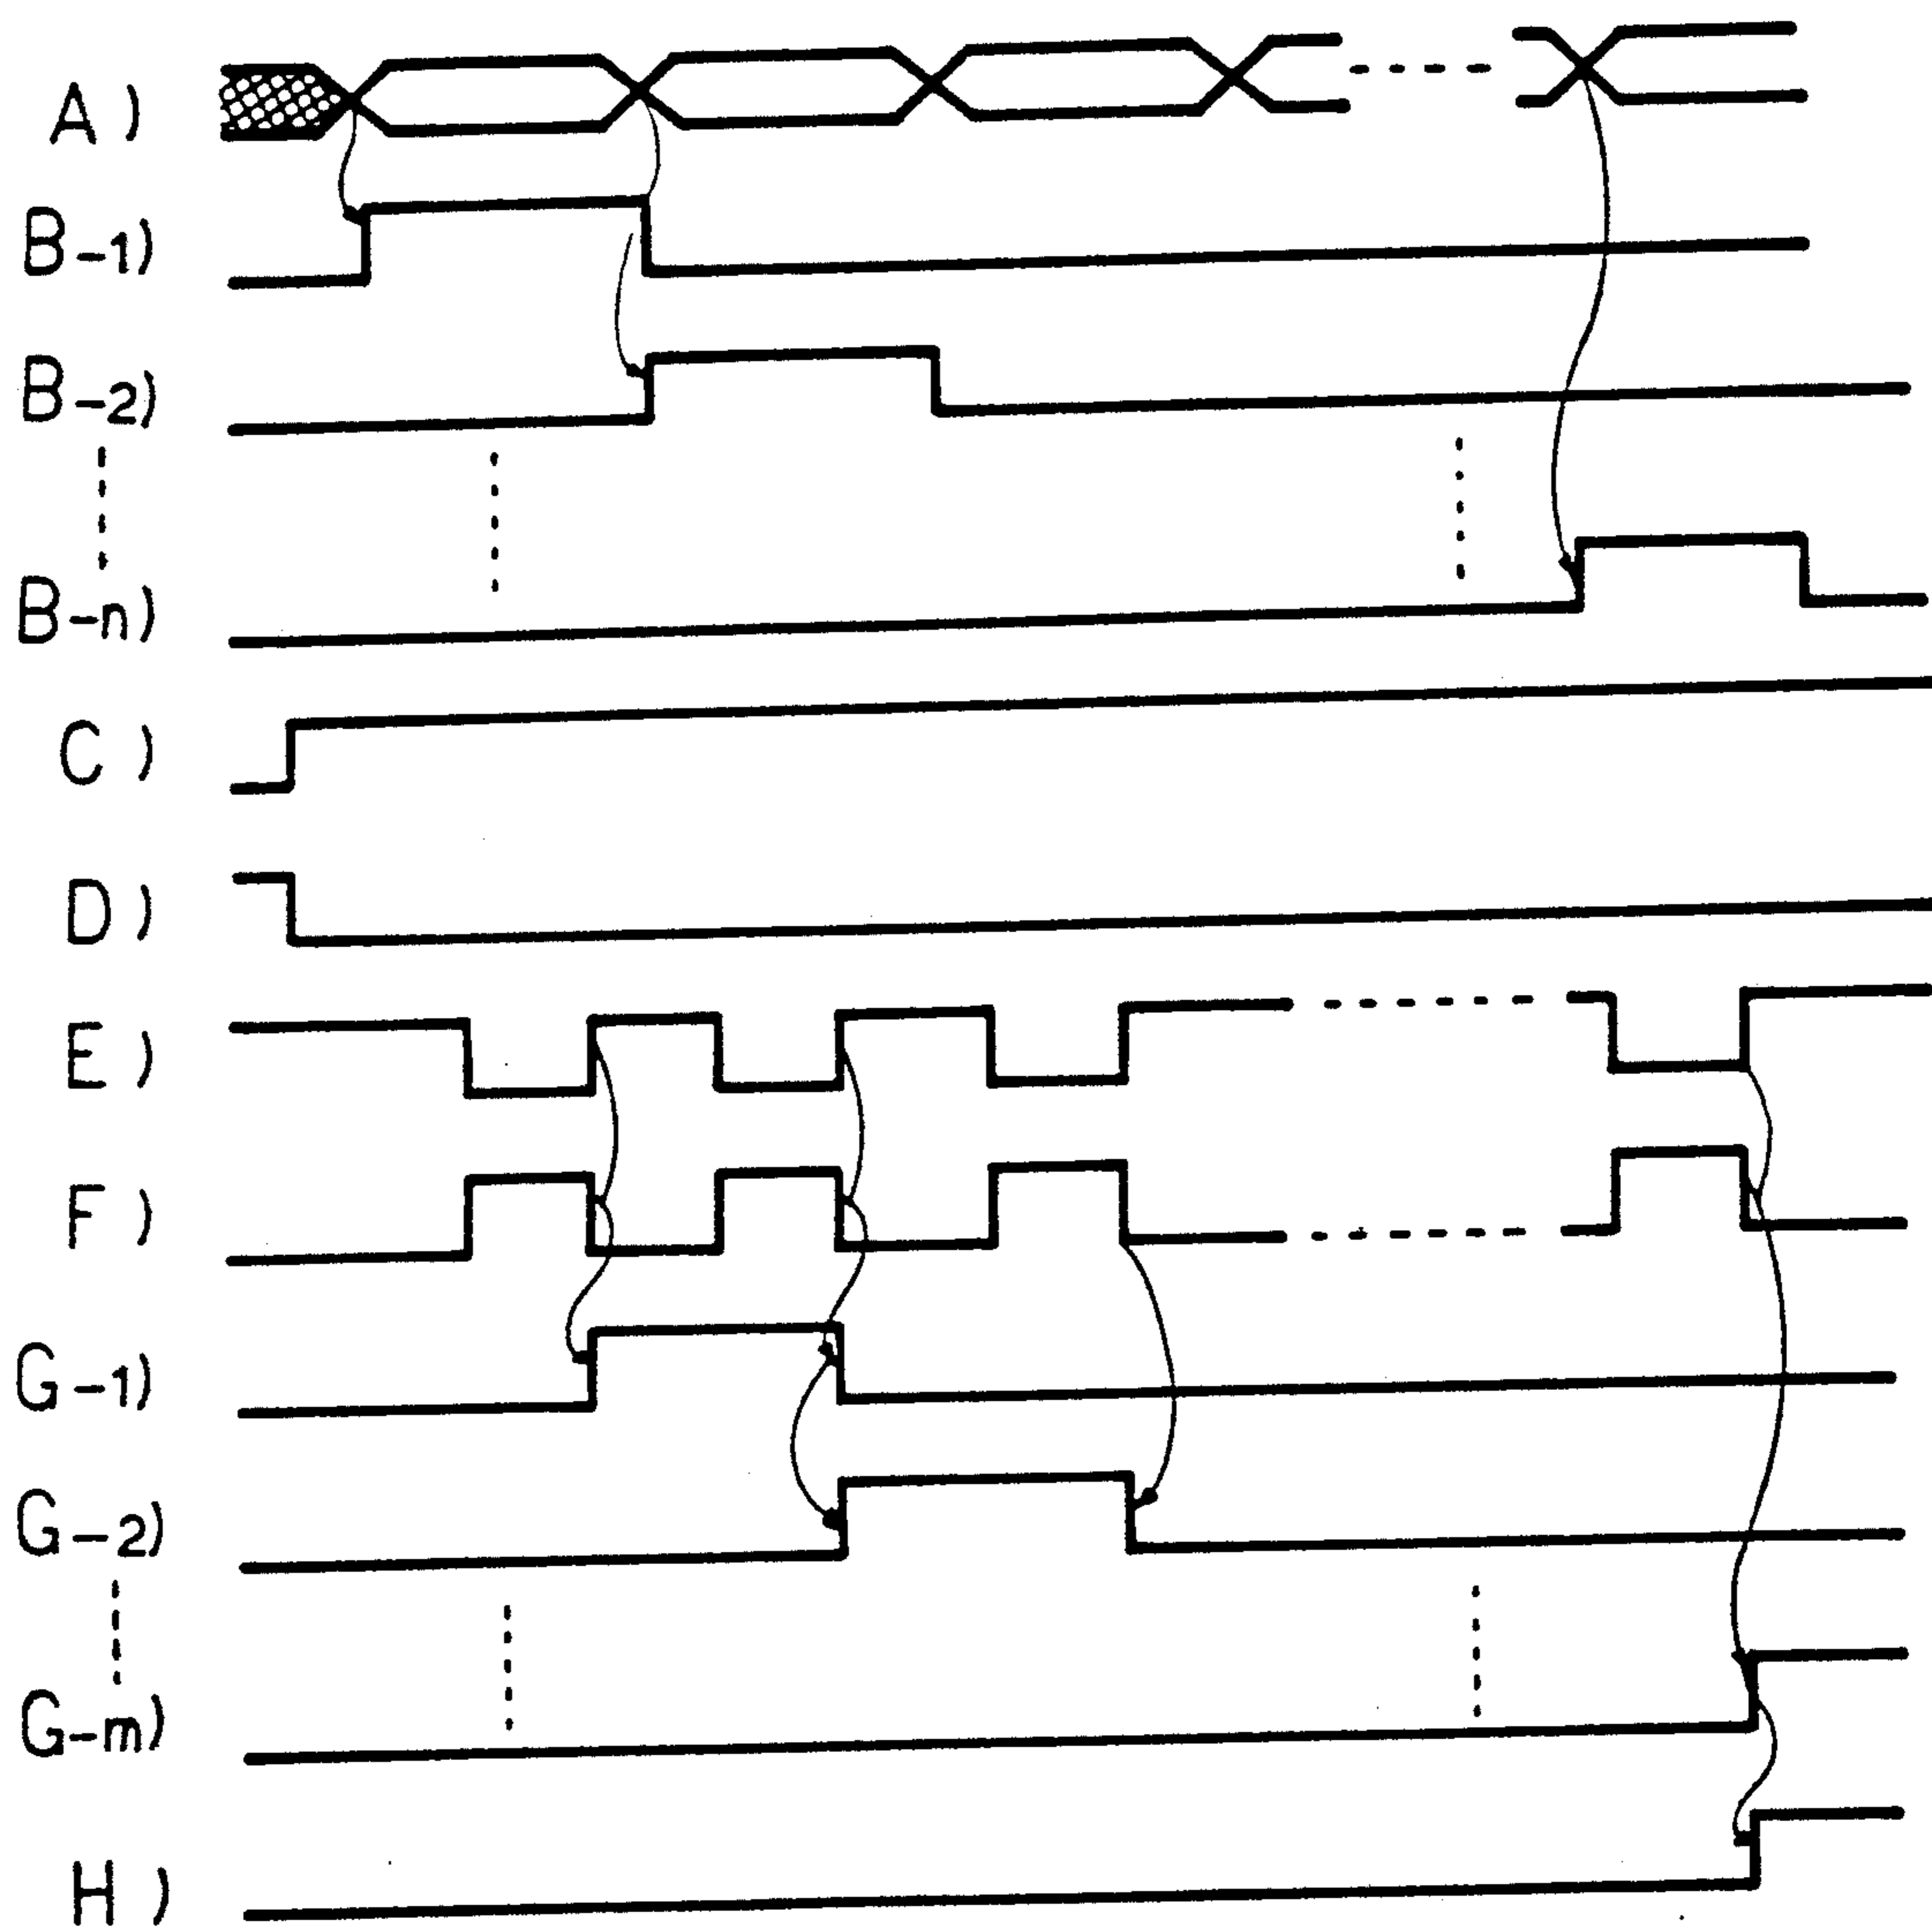 A )
B-1)
B-2)
B-n)
C )
D )
E )
F )
G-1)
G-2)
G-m)
H )